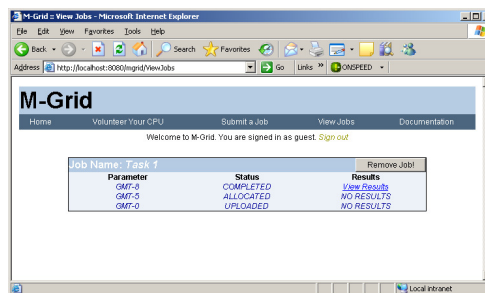 M-Grid :: View Jobs - Microsoft Internet Explorer
File Edit View Favorites Tools Help
Back Search Favorites
Address http://localhost:8080/mgrid/ViewJobs Go Links » ONSPEED
M-Grid
Home Volunteer Your CPU Submit a Job View Jobs Documentation
Welcome to M-Grid. You are signed in as guest. Sign out
Job Name: Task 1 Remove Job!
Parameter Status Results
GMT-8 COMPLETED View Results
GMT-5 ALLOCATED NO RESULTS
GMT-0 UPLOADED NO RESULTS
Local intranet